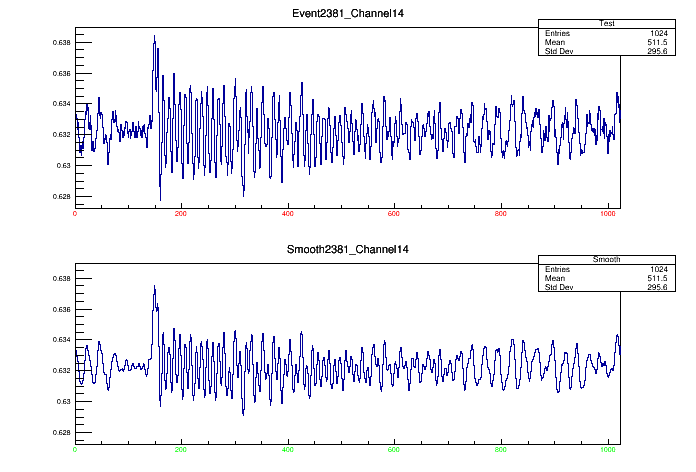 Event2381_Channel14
Test
Entries 1024
Mean 511.5
Std Dev 295.6
0.638
0.636
0.634
0.632
0.63
0.628
0 200 400 600 800 1000
Smooth2381_Channel14
Smooth
Entries 1024
Mean 511.5
Std Dev 295.6
0.638
0.636
0.634
0.632
0.63
0.628
0 200 400 600 800 1000